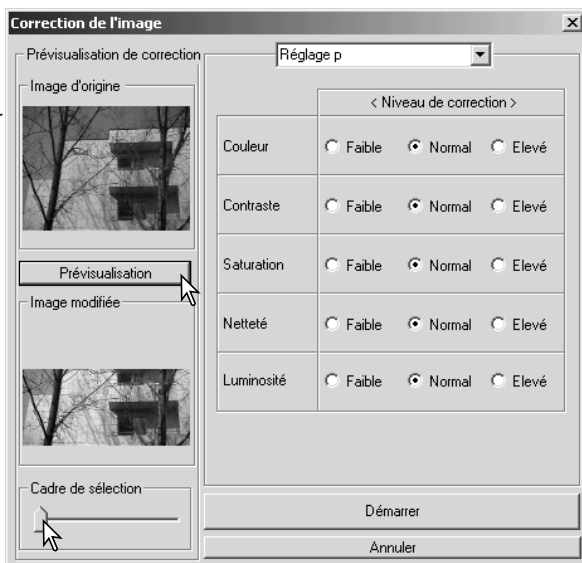 Correction de l'image
Prévisualisation de correction
Image d'origine
Prévisualisation
Image modifiée
Cadre de sélection
Réglage p
< Niveau de correction >
Couleur Faible Normal Elevé
Contraste Faible Normal Elevé
Saturation Faible Normal Elevé
Netteté Faible Normal Elevé
Luminosité Faible Normal Elevé
Démarrer
Annuler